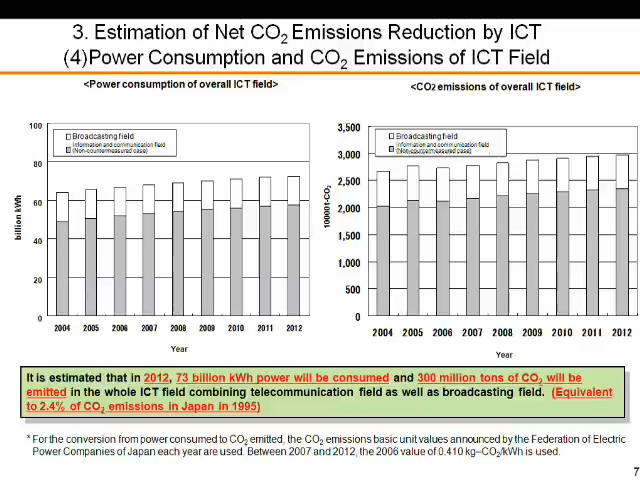 3. Estimation of Net CO2 Emissions Reduction by ICT
(4)Power Consumption and CO2 Emissions of ICT Field
<Power consumption of overall ICT field>
<CO2 emissions of overall ICT field>
100
80
60
40
20
0
billion kWh
Broadcasting field
Information and communication field
(Non-countermeasured case)
2004 2005 2006 2007 2008 2009 2010 2011 2012
Year
3,500
3,000
2,500
2,000
1,500
1,000
500
0
10000t-CO2
Broadcasting field
Information and communication field
(Non-countermeasured case)
2004 2005 2006 2007 2008 2009 2010 2011 2012
Year
It is estimated that in 2012, 73 billion kWh power will be consumed and 300 million tons of CO2 will be
emitted in the whole ICT field combining telecommunication field as well as broadcasting field. (Equivalent
to 2.4% of CO2 emissions in Japan in 1995)
* For the conversion from power consumed to CO2 emitted, the CO2 emissions basic unit values announced by the Federation of Electric
Power Companies of Japan each year are used. Between 2007 and 2012, the 2006 value of 0.410 kg–CO2/kWh is used.
7